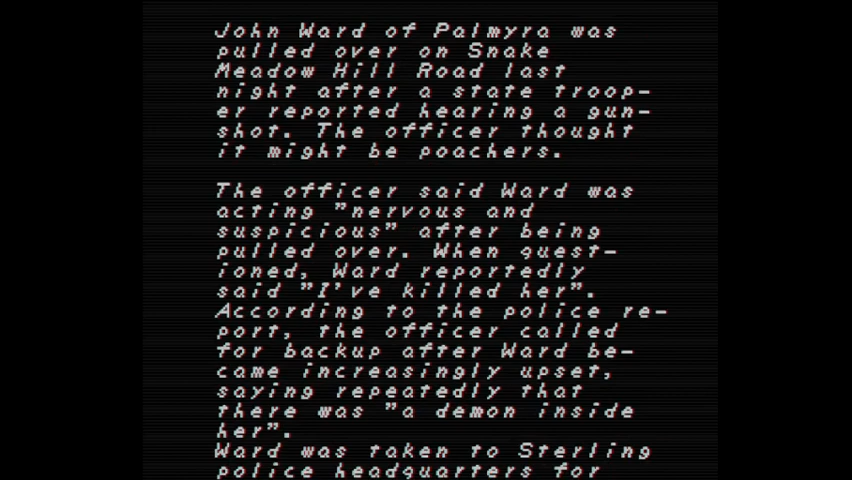 John Ward of Palmyra was
pulled over on Snake
Meadow Hill Road last
night after a state troop-
er reported hearing a gun-
shot. The officer thought
it might be poachers.
The officer said Ward was
acting "nervous and
suspicious" after being
pulled over. When quest-
ioned, Ward reportedly
said "I've killed her".
According to the police re-
port, the officer called
for backup after Ward be-
came increasingly upset,
saying repeatedly that
there was "a demon inside
her".
Ward was taken to Sterling
police headquarters for